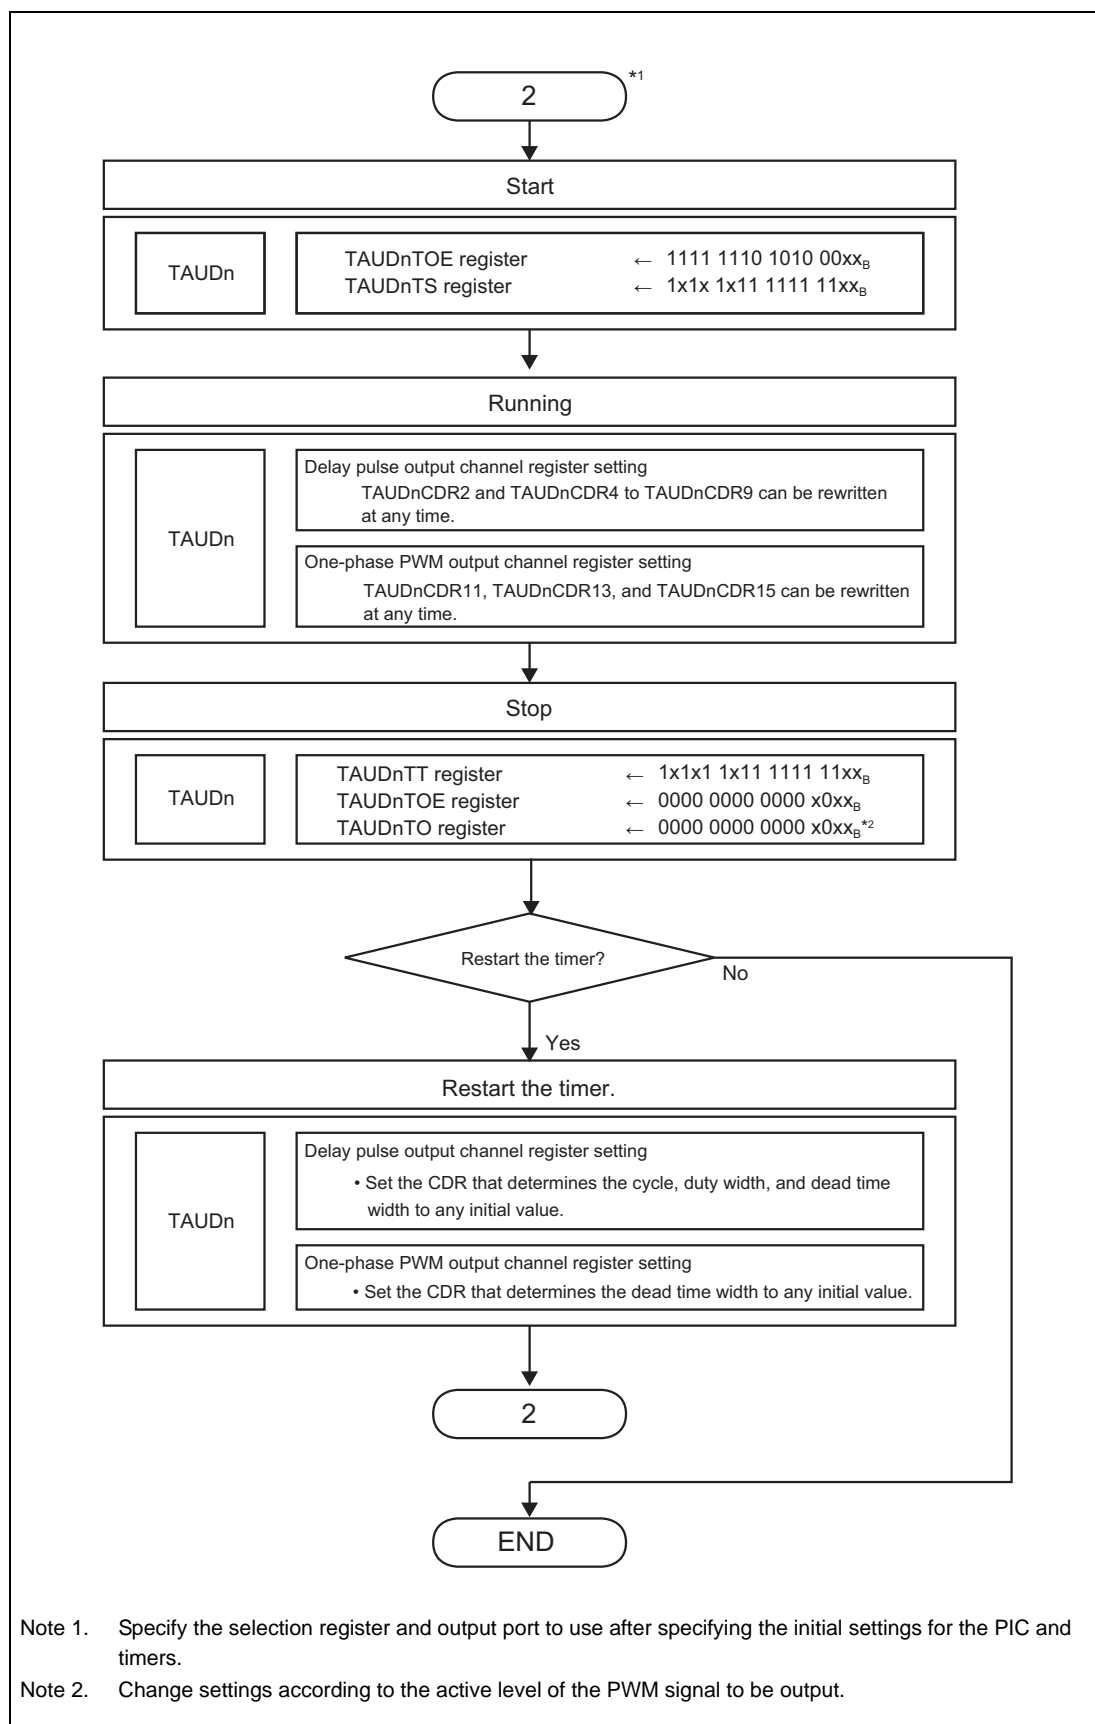 2 *1
Start
TAUDn
TAUDnTOE register ← 1111 1110 1010 00xxB
TAUDnTS register ← 1x1x 1x11 1111 11xxB
Running
TAUDn
Delay pulse output channel register setting
TAUDnCDR2 and TAUDnCDR4 to TAUDnCDR9 can be rewritten
at any time.
One-phase PWM output channel register setting
TAUDnCDR11, TAUDnCDR13, and TAUDnCDR15 can be rewritten
at any time.
Stop
TAUDn
TAUDnTT register ← 1x1x1 1x11 1111 11xxB
TAUDnTOE register ← 0000 0000 0000 x0xxB
TAUDnTO register ← 0000 0000 0000 x0xxB*2
Restart the timer?
No
Yes
Restart the timer.
TAUDn
Delay pulse output channel register setting
• Set the CDR that determines the cycle, duty width, and dead time
width to any initial value.
One-phase PWM output channel register setting
• Set the CDR that determines the dead time width to any initial value.
2
END
Note 1. Specify the selection register and output port to use after specifying the initial settings for the PIC and
timers.
Note 2. Change settings according to the active level of the PWM signal to be output.